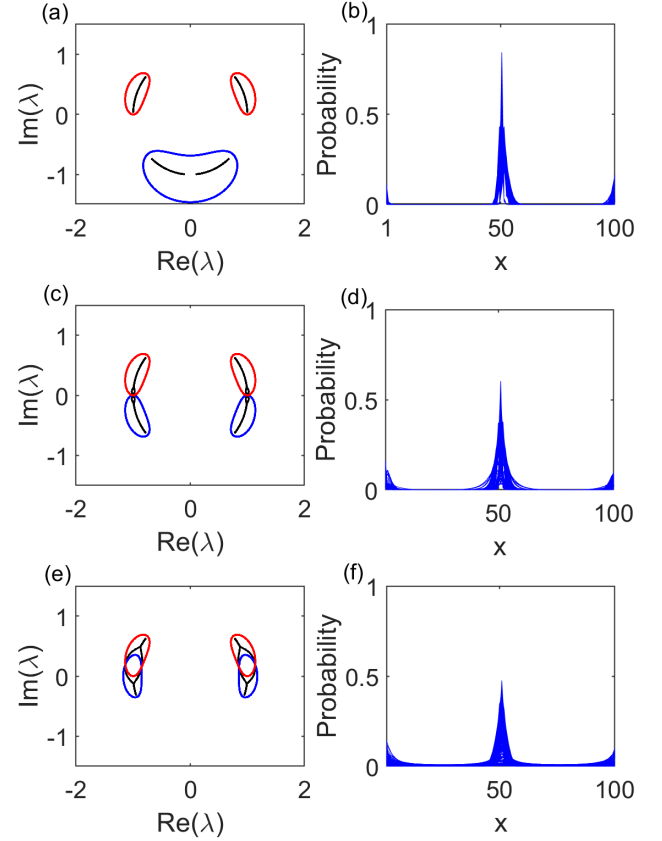 (a)
1
0
-1
Im(λ)
-2
0
2
Re(λ)
(b)
1
0.5
0
Probability
1
50
100
x
(c)
1
0
-1
Im(λ)
-2
0
2
Re(λ)
(d)
1
0.5
0
Probability
50
100
x
(e)
1
0
-1
Im(λ)
-2
0
2
Re(λ)
(f)
1
0.5
0
Probability
50
100
x